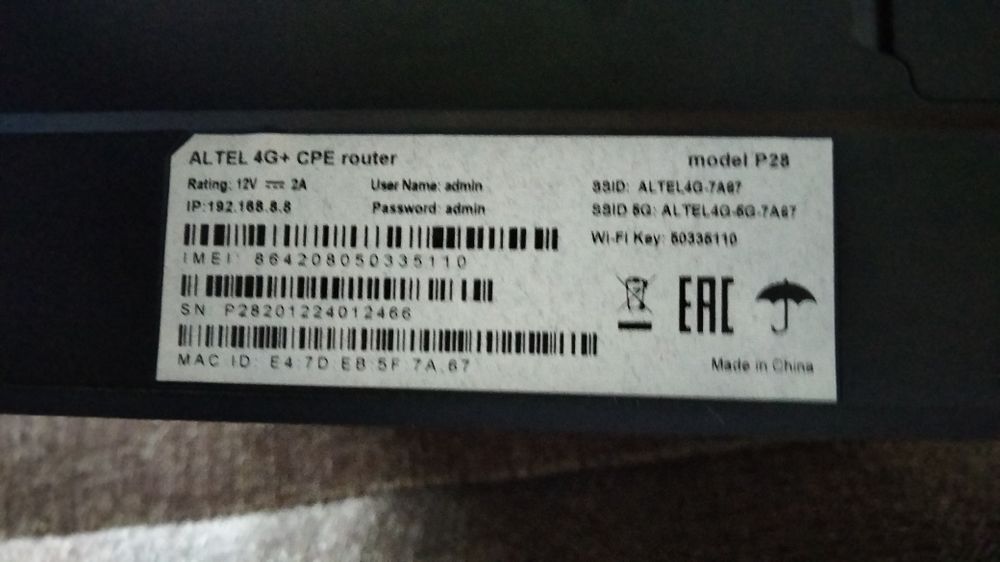 ALTEL 4G+ CPE router
model P28
Rating: 12V ⎓ 2A
User Name: admin
SSID: ALTEL4G-7A67
IP:192.168.8.8
Password: admin
SSID 5G: ALTEL4G-5G-7A67
Wi-Fi Key: 50335110
IMEI: 864208050335110
SN: P28201224012466
MAC ID: E4:7D:EB:5F:7A:67
EAC
Made in China